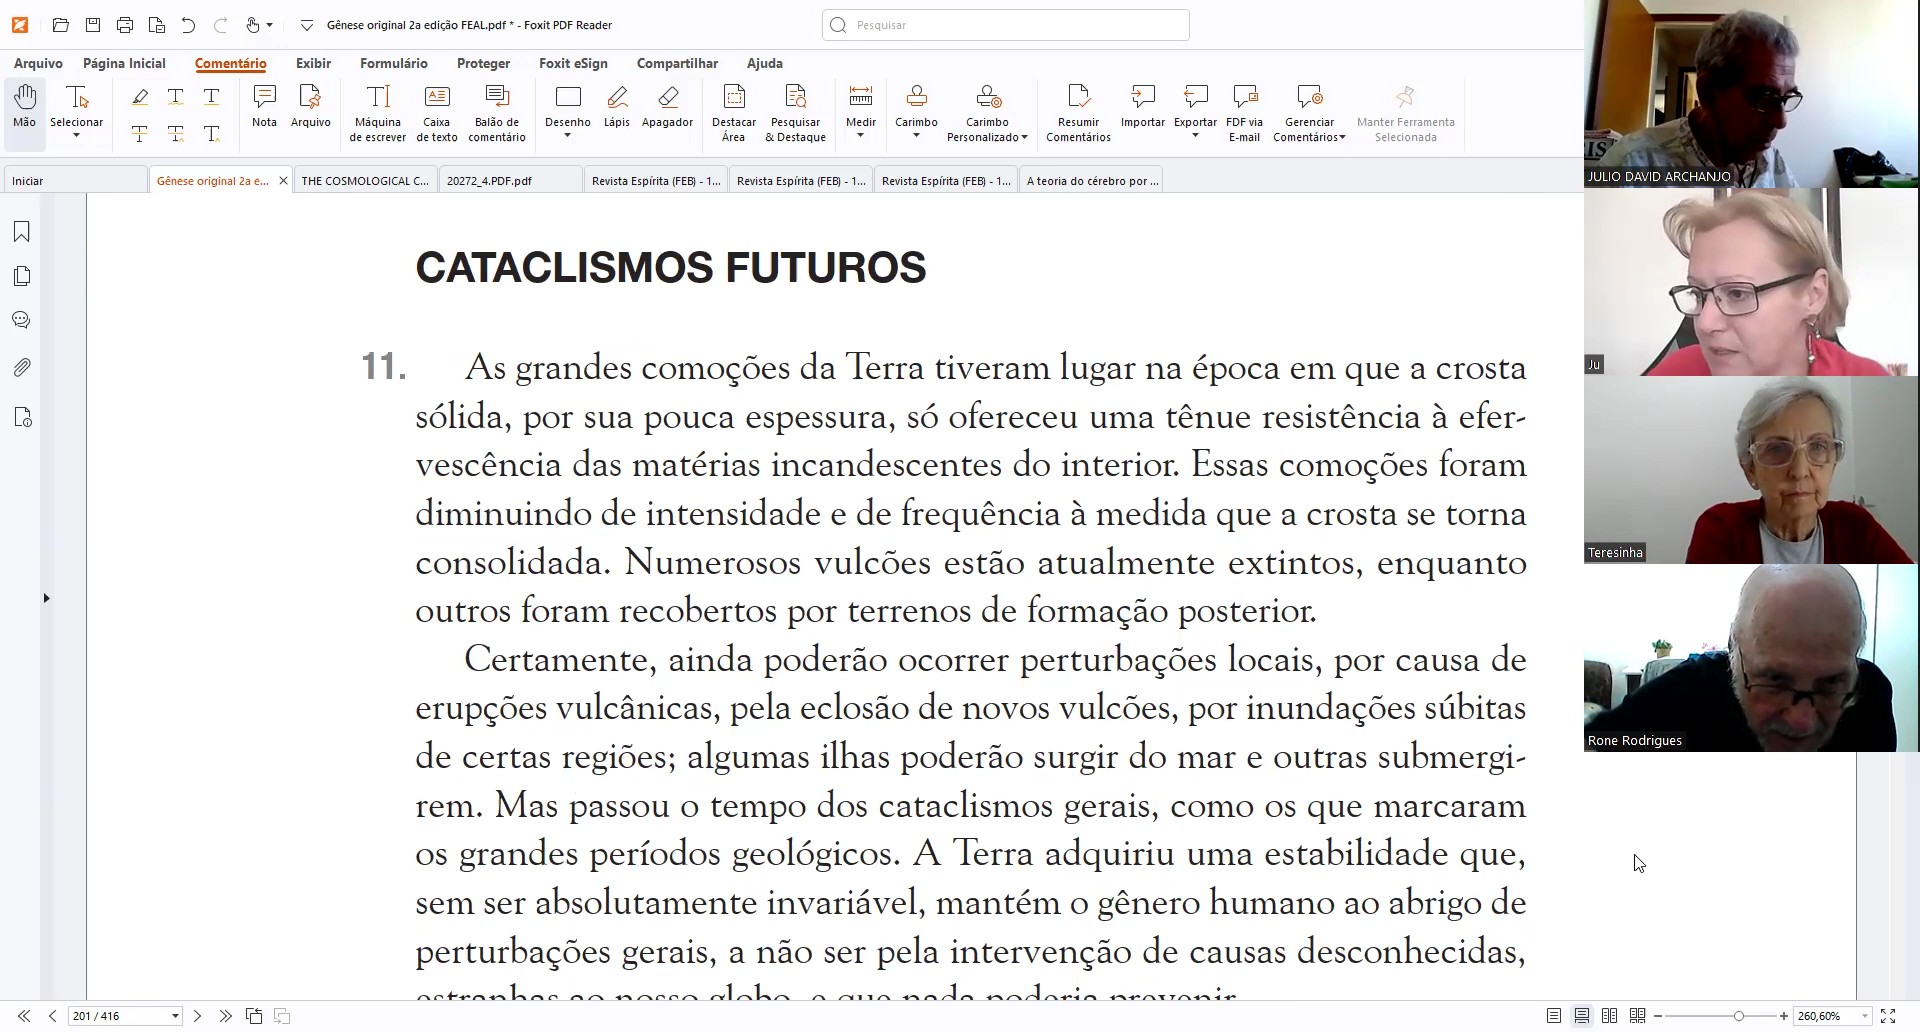 Gênese original 2a edição FEAL.pdf * - Foxit PDF Reader
Pesquisar
Arquivo Página Inicial Comentário Exibir Formulário Proteger Foxit eSign Compartilhar Ajuda
Mão
Selecionar
Nota
Arquivo
Máquina
de escrever
Caixa
de texto
Balão de
comentário
Desenho
Lápis
Apagador
Destacar
Área
Pesquisar
& Destaque
Medir
Carimbo
Carimbo
Personalizado
Resumir
Comentários
Importar
Exportar
FDF via
E-mail
Gerenciar
Comentários
Manter Ferramenta
Selecionada
Iniciar
Gênese original 2a e...
THE COSMOLOGICAL C...
20272_4.PDF.pdf
Revista Espírita (FEB) - 1...
Revista Espírita (FEB) - 1...
Revista Espírita (FEB) - 1...
A teoria do cérebro por ...
CATACLISMOS FUTUROS
11. As grandes comoções da Terra tiveram lugar na época em que a crosta
sólida, por sua pouca espessura, só ofereceu uma tênue resistência à efer-
vescência das matérias incandescentes do interior. Essas comoções foram
diminuindo de intensidade e de frequência à medida que a crosta se torna
consolidada. Numerosos vulcões estão atualmente extintos, enquanto
outros foram recobertos por terrenos de formação posterior.
Certamente, ainda poderão ocorrer perturbações locais, por causa de
erupções vulcânicas, pela eclosão de novos vulcões, por inundações súbitas
de certas regiões; algumas ilhas poderão surgir do mar e outras submergi-
rem. Mas passou o tempo dos cataclismos gerais, como os que marcaram
os grandes períodos geológicos. A Terra adquiriu uma estabilidade que,
sem ser absolutamente invariável, mantém o gênero humano ao abrigo de
perturbações gerais, a não ser pela intervenção de causas desconhecidas,
estranhas ao nosso globo, e que nada poderia prevenir.
JULIO DAVID ARCHANJO
Ju
Teresinha
Rone Rodrigues
201 / 416
260,60%